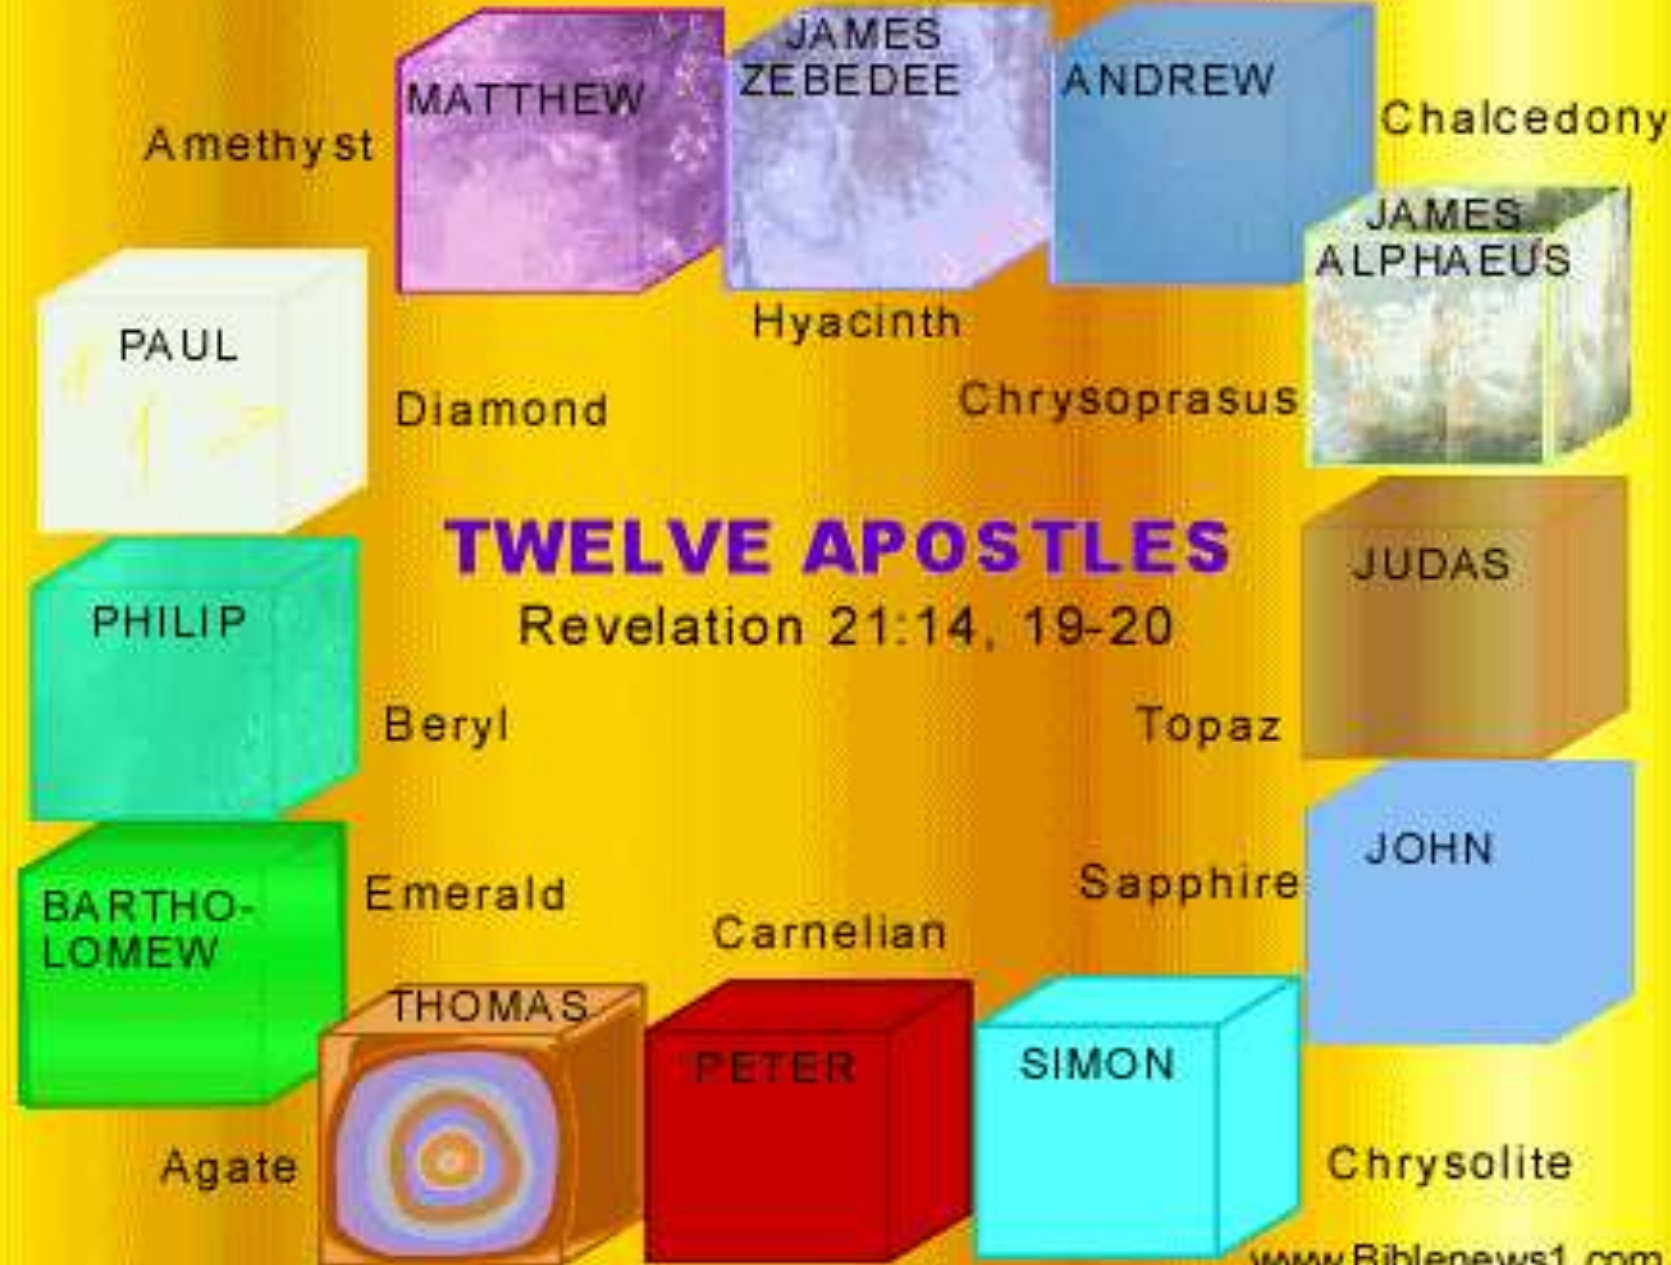 JAMES
ZEBEDEE
MATTHEW
ANDREW
Amethyst
Chalcedony
JAMES
ALPHAEUS
Hyacinth
PAUL
Diamond
Chrysoprasus
TWELVE APOSTLES
Revelation 21:14, 19-20
JUDAS
PHILIP
Beryl
Topaz
JOHN
Sapphire
Emerald
BARTHO-
LOMEW
Carnelian
THOMAS
PETER
SIMON
Agate
Chrysolite
www.Biblenews1.com